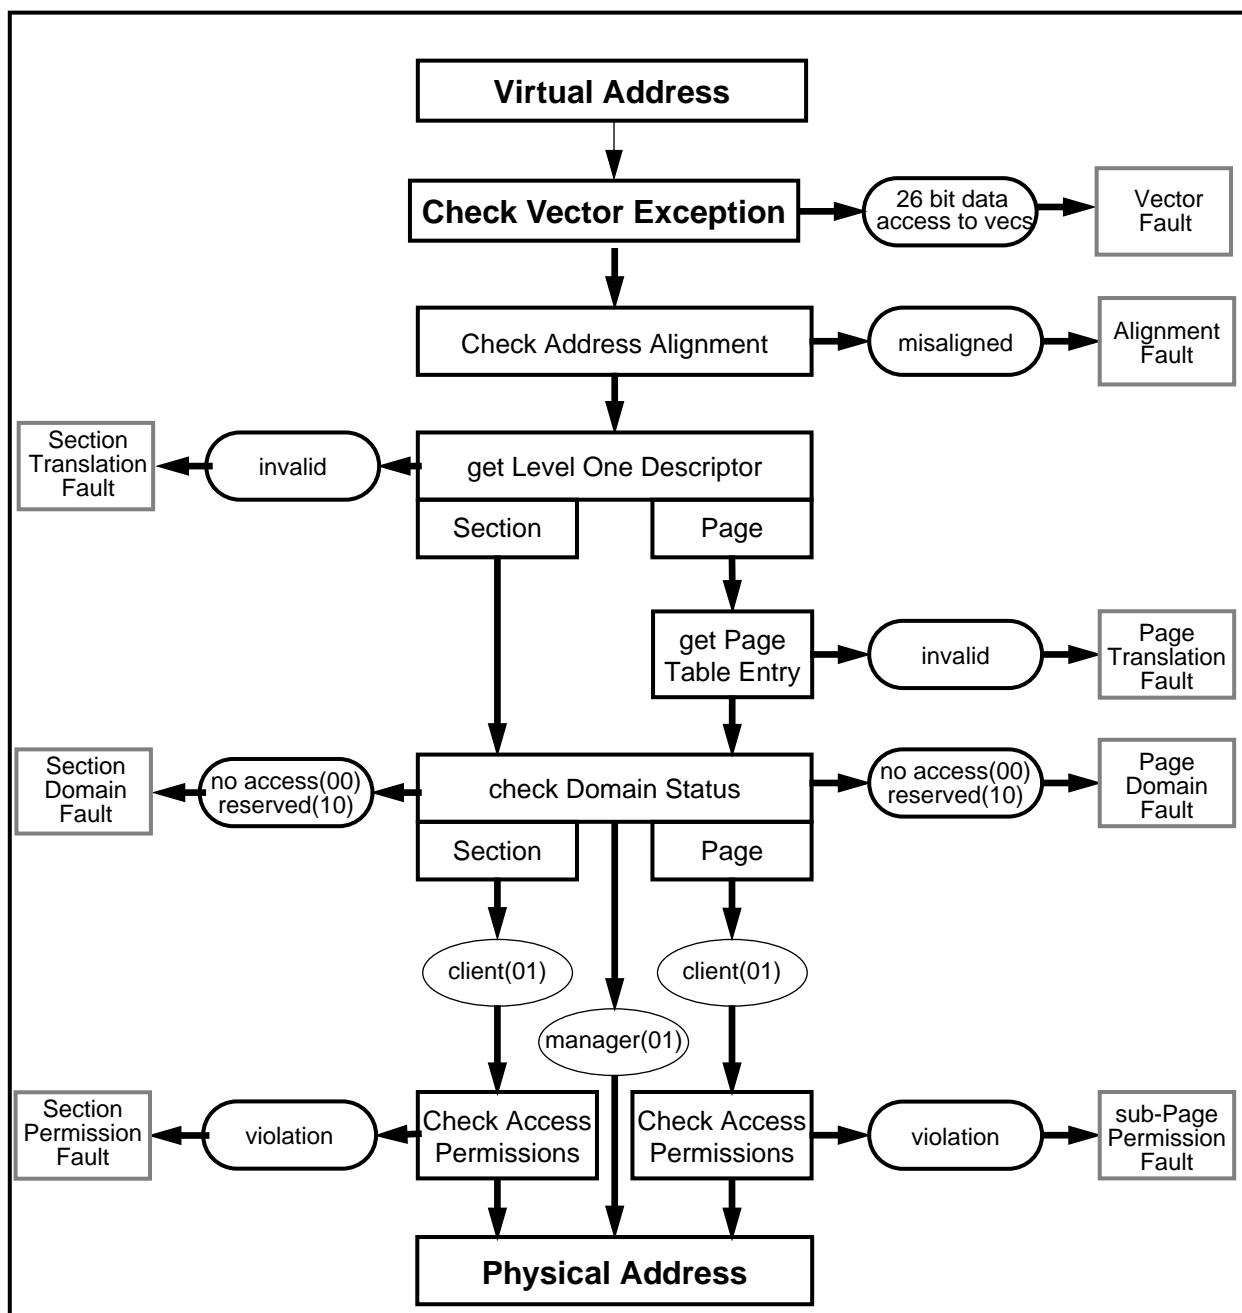 Virtual Address
Check Vector Exception
26 bit data
access to vecs
Vector
Fault
Check Address Alignment
misaligned
Alignment
Fault
Section
Translation
Fault
invalid
get Level One Descriptor
Section
Page
get Page
Table Entry
invalid
Page
Translation
Fault
Section
Domain
Fault
no access(00)
reserved(10)
check Domain Status
no access(00)
reserved(10)
Page
Domain
Fault
Section
Page
client(01)
client(01)
manager(01)
Section
Permission
Fault
violation
Check Access
Permissions
Check Access
Permissions
violation
sub-Page
Permission
Fault
Physical Address